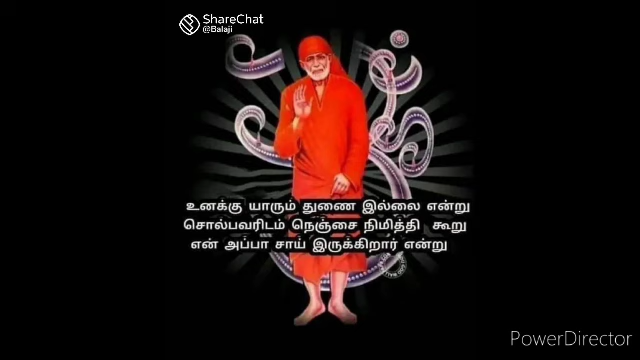 ShareChat
@Balaji
உனக்கு யாரும் துணை இல்லை என்று
சொல்பவரிடம் நெஞ்சை நிமித்தி கூறு
என் அப்பா சாய் இருக்கிறார் என்று
PowerDirector